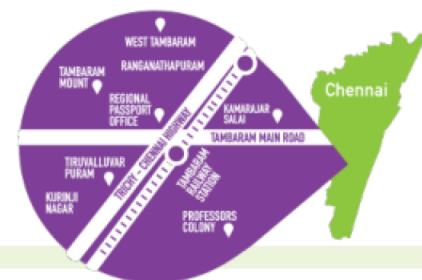 WEST TAMBARAM
RANGANATHAPURAM
TAMBARAM
MOUNT
REGIONAL
PASSPORT
OFFICE
Chennai
KAMARAJAR
SALAI
TRICHY - CHENNAI HIGHWAY
TAMBARAM MAIN ROAD
TIRUVALLUVAR
PURAM
TAMBARAM
RAILWAY
STATION
KURINJI
NAGAR
PROFESSORS
COLONY